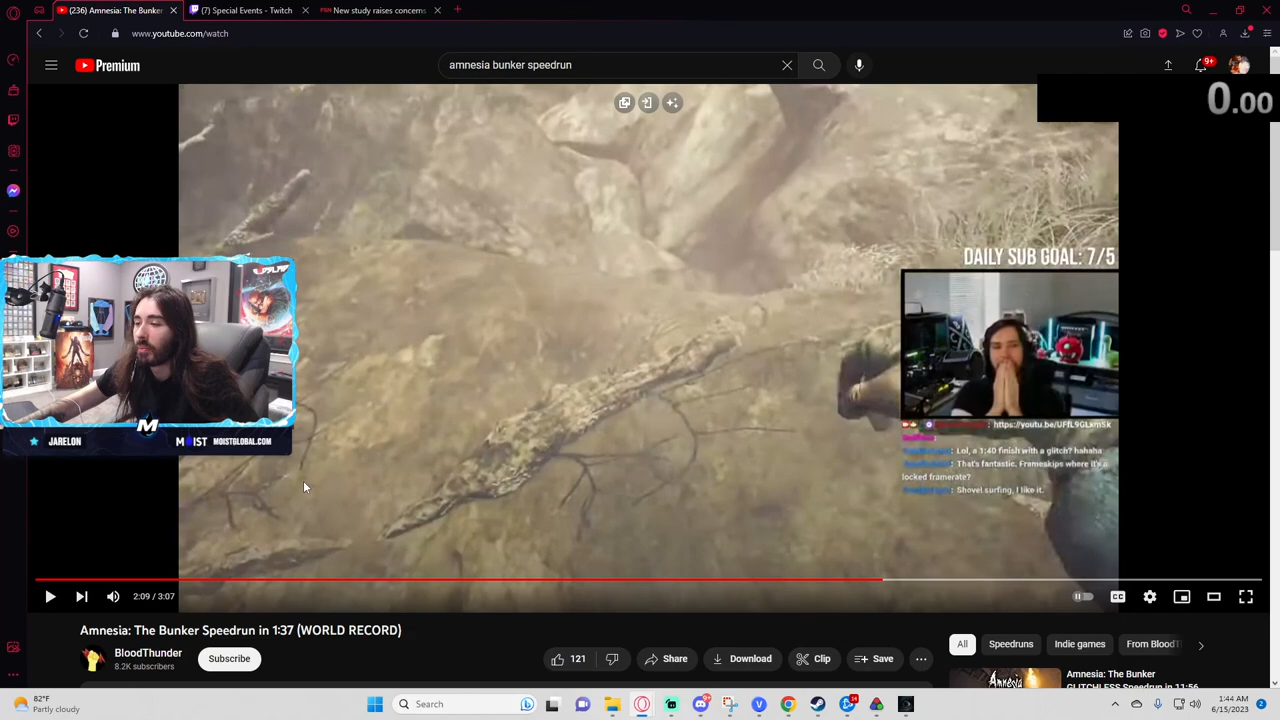 (236) Amnesia: The Bunker
(7) Special Events - Twitch
New study raises concerns
www.youtube.com/watch
Premium
amnesia bunker speedrun
9+
0.00
DAILY SUB GOAL: 7/5
: https://youtu.be/
: Lol, a 1:40 finish with a glitch? hahaha
: That's fantastic. Frameskips where it's a
locked framerate?
: Shovel surfing, I like it.
M
JARELON
MOIST
MOISTGLOBAL.COM
2:09 / 3:07
CC
Amnesia: The Bunker Speedrun in 1:37 (WORLD RECORD)
BloodThunder
8.2K subscribers
Subscribe
121
Share
Download
Clip
Save
All
Speedruns
Indie games
From BloodT
Amnesia: The Bunker
GLITCHLESS Speedrun in 11:56
82°F
Partly cloudy
Search
1:44 AM
6/15/2023